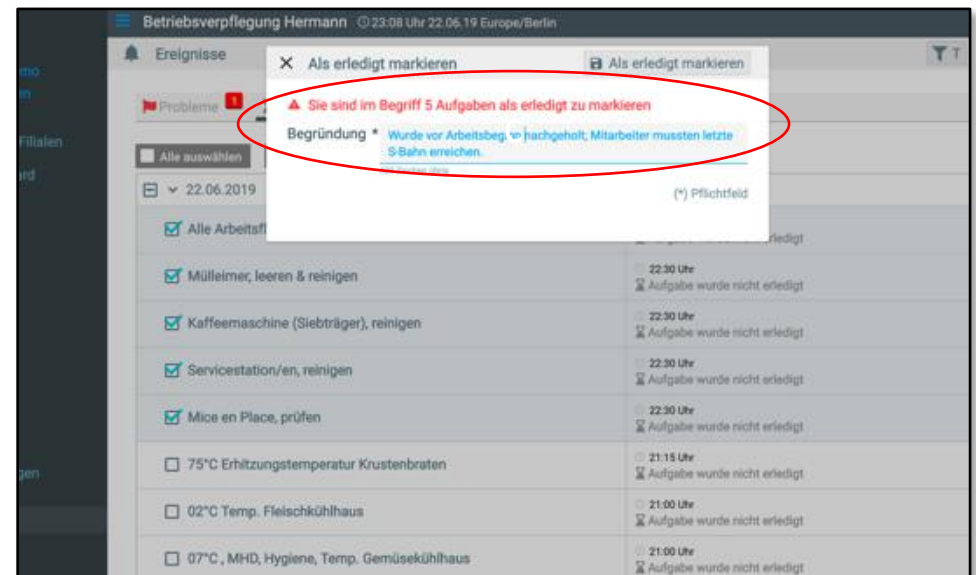 Betriebsverpflegung Hermann 23:08 Uhr 22.06.19 Europe/Berlin
Ereignisse
T
Als erledigt markieren
Als erledigt markieren
Probleme 1
Sie sind im Begriff 5 Aufgaben als erledigt zu markieren
Begründung *
Wurde vor nachgeholt; Mitarbeiter mussten letzte
S-Bahn erreichen.
(*) Pflichtfeld
Filialen
Alle auswählen
22.06.2019
Mülleimer, leeren & reinigen
22:30 Uhr
Aufgabe wurde nicht erledigt
Kaffeemaschine (Siebträger), reinigen
22:30 Uhr
Aufgabe wurde nicht erledigt
Servicestation/en, reinigen
22:30 Uhr
Aufgabe wurde nicht erledigt
Mice en Place, prüfen
22:30 Uhr
Aufgabe wurde nicht erledigt
75°C Erhitzungstemperatur Krustenbraten
21:15 Uhr
Aufgabe wurde nicht erledigt
02°C Temp. Fleischkühlhaus
21:00 Uhr
Aufgabe wurde nicht erledigt
07°C , MHD, Hygiene, Temp. Gemüsekühlhaus
21:00 Uhr
Aufgabe wurde nicht erledigt